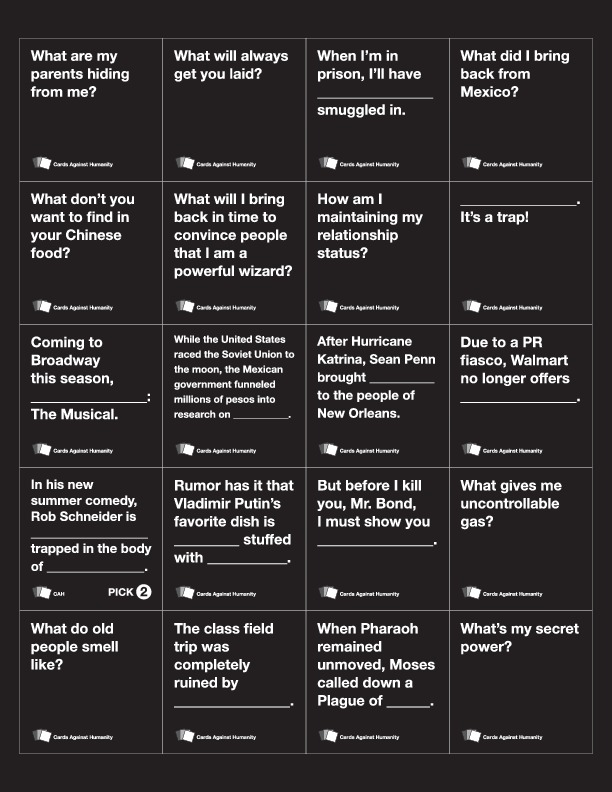 What are my
parents hiding
from me?
Cards Against Humanity
What will always
get you laid?
Cards Against Humanity
When I'm in
prison, I'll have
______________
smuggled in.
Cards Against Humanity
What did I bring
back from
Mexico?
Cards Against Humanity
What don't you
want to find in
your Chinese
food?
Cards Against Humanity
What will I bring
back in time to
convince people
that I am a
powerful wizard?
Cards Against Humanity
How am I
maintaining my
relationship
status?
Cards Against Humanity
______________.
It's a trap!
Cards Against Humanity
Coming to
Broadway
this season,
______________:
The Musical.
Cards Against Humanity
While the United States
raced the Soviet Union to
the moon, the Mexican
government funneled
millions of pesos into
research on __________.
Cards Against Humanity
After Hurricane
Katrina, Sean Penn
brought ________
to the people of
New Orleans.
Cards Against Humanity
Due to a PR
fiasco, Walmart
no longer offers
______________.
Cards Against Humanity
In his new
summer comedy,
Rob Schneider is
______________
trapped in the body
of ____________.
CAH
PICK 2
Rumor has it that
Vladimir Putin's
favorite dish is
________ stuffed
with __________.
Cards Against Humanity
But before I kill
you, Mr. Bond,
I must show you
______________.
Cards Against Humanity
What gives me
uncontrollable
gas?
Cards Against Humanity
What do old
people smell
like?
Cards Against Humanity
The class field
trip was
completely
ruined by
______________.
Cards Against Humanity
When Pharaoh
remained
unmoved, Moses
called down a
Plague of _____.
Cards Against Humanity
What's my secret
power?
Cards Against Humanity